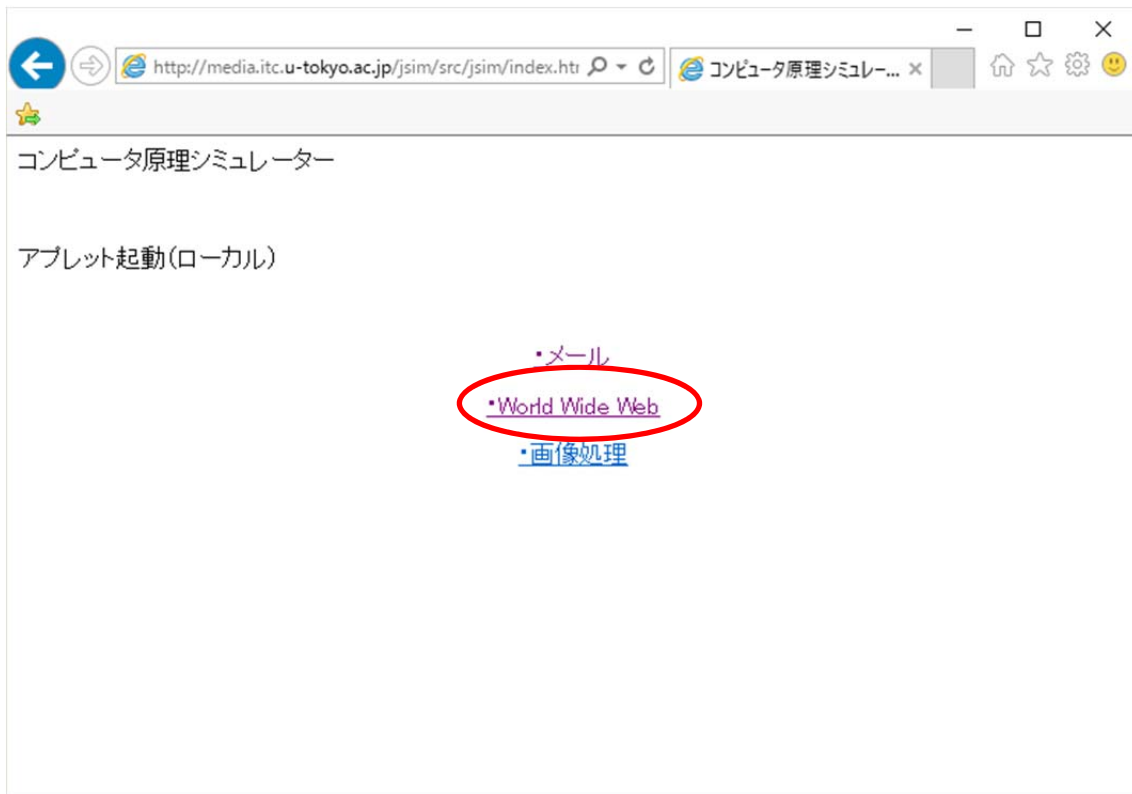 http://media.itc.u-tokyo.ac.jp/jsim/src/jsim/index.htı
コンピュータ原理シミュレー...
コンピュータ原理シミュレーター
アプレット起動(ローカル)
・メール
・World Wide Web
・画像処理